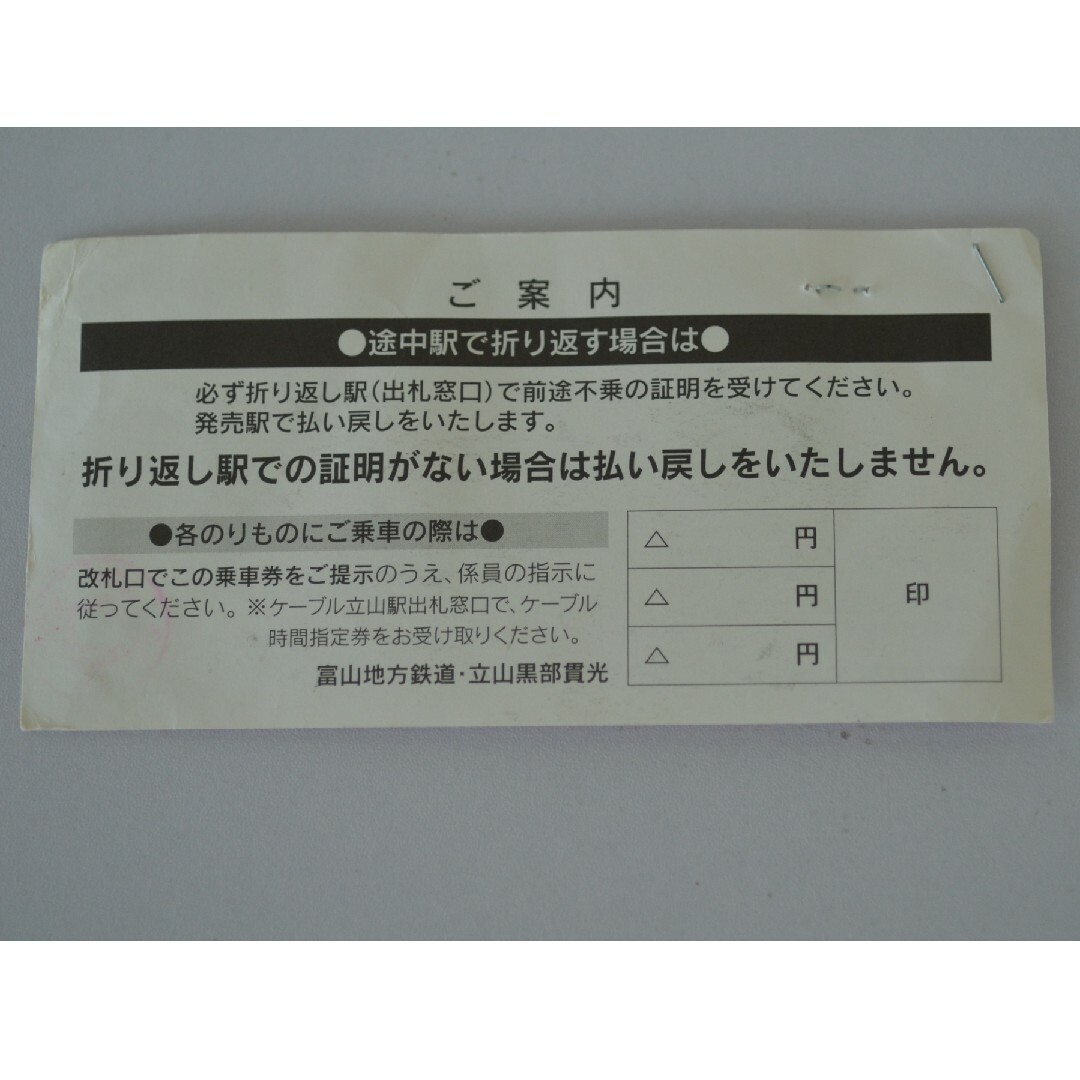 ご案内
●途中駅で折り返す場合は●
必ず折り返し駅(出札窓口)で前途不乗の証明を受けてください。
発売駅で払い戻しをいたします。
折り返し駅での証明がない場合は払い戻しをいたしません。
●各のりものにご乗車の際は●
改札口でこの乗車券をご提示のうえ、係員の指示に
従ってください。※ケーブル立山駅出札窓口で、ケーブル
時間指定券をお受け取りください。
富山地方鉄道・立山黒部貫光
△ 円
△ 円
△ 円
印